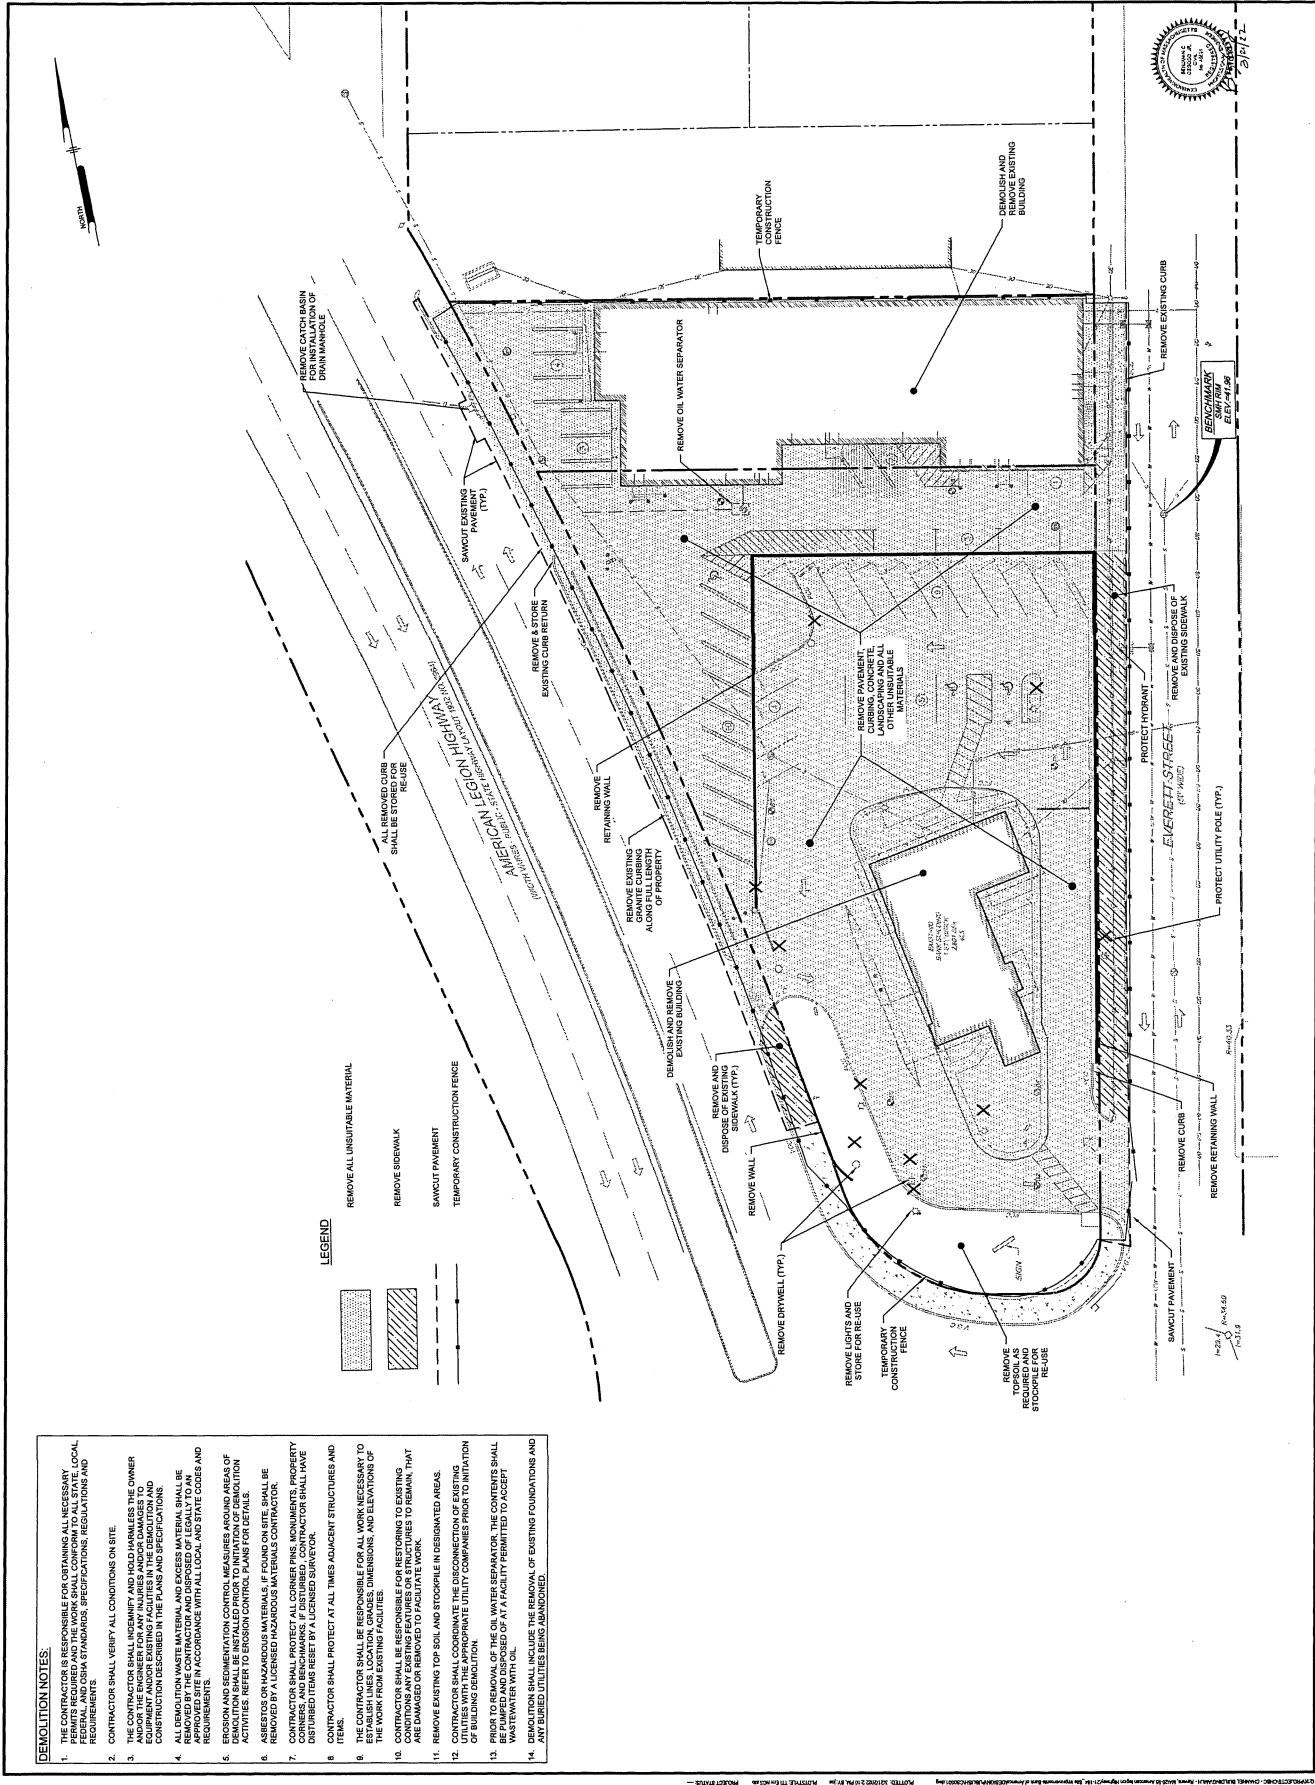 DEMOLITION NOTES:
1. THE CONTRACTOR IS RESPONSIBLE FOR OBTAINING ALL NECESSARY
PERMITS REQUIRED AND THE WORK SHALL CONFORM TO ALL STATE, LOCAL,
FEDERAL, AND OSHA STANDARDS, SPECIFICATIONS, REGULATIONS AND
REQUIREMENTS.
2. CONTRACTOR SHALL VERIFY ALL CONDITIONS ON SITE.
3. THE CONTRACTOR SHALL INDEMNIFY AND HOLD HARMLESS THE OWNER
AND/OR THE ENGINEER FOR ANY INJURIES AND/OR DAMAGES TO
EQUIPMENT AND/OR EXISTING FACILITIES IN THE DEMOLITION AND
CONSTRUCTION DESCRIBED IN THE PLANS AND SPECIFICATIONS.
4. ALL DEMOLITION WASTE MATERIAL AND EXCESS MATERIAL SHALL BE
REMOVED BY THE CONTRACTOR AND DISPOSED OF LEGALLY TO AN
APPROVED SITE IN ACCORDANCE WITH ALL LOCAL AND STATE CODES AND
REQUIREMENTS.
5. EROSION AND SEDIMENTATION CONTROL MEASURES AROUND AREAS OF
DEMOLITION SHALL BE INSTALLED PRIOR TO INITIATION OF DEMOLITION
ACTIVITIES. REFER TO EROSION CONTROL PLANS FOR DETAILS.
6. ASBESTOS OR HAZARDOUS MATERIALS, IF FOUND ON SITE, SHALL BE
REMOVED BY A LICENSED HAZARDOUS MATERIALS CONTRACTOR.
7. CONTRACTOR SHALL PROTECT ALL CORNER PINS, MONUMENTS, PROPERTY
CORNERS, AND BENCHMARKS. IF DISTURBED, CONTRACTOR SHALL HAVE
DISTURBED ITEMS RESET BY A LICENSED SURVEYOR.
8 CONTRACTOR SHALL PROTECT AT ALL TIMES ADJACENT STRUCTURES AND
ITEMS.
9. THE CONTRACTOR SHALL BE RESPONSIBLE FOR ALL WORK NECESSARY TO
ESTABLISH LINES, LOCATION, GRADES, DIMENSIONS, AND ELEVATIONS OF
THE WORK FROM EXISTING FACILITIES.
10. CONTRACTOR SHALL BE RESPONSIBLE FOR RESTORING TO EXISTING
CONDITIONS ANY EXISTING FEATURES OR STRUCTURES TO REMAIN, THAT
ARE DAMAGED OR REMOVED TO FACILITATE WORK.
11. REMOVE EXISTING TOP SOIL AND STOCKPILE IN DESIGNATED AREAS.
12. CONTRACTOR SHALL COORDINATE THE DISCONNECTION OF EXISTING
UTILITIES WITH THE APPROPRIATE UTILITY COMPANIES PRIOR TO INITIATION
OF BUILDING DEMOLITION.
13. PRIOR TO REMOVAL OF THE OIL WATER SEPARATOR, THE CONTENTS SHALL
BE PUMPED AND DISPOSED OF AT A FACILITY PERMITTED TO ACCEPT
WASTEWATER WITH OIL.
14. DEMOLITION SHALL INCLUDE THE REMOVAL OF EXISTING FOUNDATIONS AND
ANY BURIED UTILITIES BEING ABANDONED.
LEGEND
REMOVE ALL UNSUITABLE MATERIAL
REMOVE SIDEWALK
SAWCUT PAVEMENT
TEMPORARY CONSTRUCTION FENCE
NORTH
REMOVE CATCH BASIN
FOR INSTALLATION OF
DRAIN MANHOLE
SAWCUT EXISTING
PAVEMENT
(TYP.)
REMOVE & STORE
EXISTING CURB RETURN
ALL REMOVED CURB
SHALL BE STORED FOR
RE-USE
AMERICAN LEGION HIGHWAY
REMOVE
RETAINING WALL
REMOVE EXISTING
GRANITE CURBING
ALONG FULL LENGTH
OF PROPERTY
DEMOLISH AND REMOVE
EXISTING BUILDING
REMOVE AND
DISPOSE OF EXISTING
SIDEWALK (TYP.)
REMOVE WALL
REMOVE DRYWELL (TYP.)
REMOVE LIGHTS AND
STORE FOR RE-USE
TEMPORARY
CONSTRUCTION
FENCE
REMOVE
TOPSOIL AS
REQUIRED AND
STOCKPILE FOR
RE-USE
SIGN
VGC
TEMPORARY
CONSTRUCTION
FENCE
DEMOLISH AND
REMOVE EXISTING
BUILDING
REMOVE OIL WATER SEPARATOR
REMOVE PAVEMENT,
CURBING, CONCRETE,
LANDSCAPING AND ALL
OTHER UNSUITABLE
MATERIALS
REMOVE EXISTING CURB
BENCHMARK
SMH RIM
ELEV.=41.96
REMOVE AND DISPOSE OF
EXISTING SIDEWALK
PROTECT HYDRANT
EVERETT STREET
PROTECT UTILITY POLE (TYP.)
REMOVE CURB
REMOVE RETAINING WALL
SAWCUT PAVEMENT
R=40.33